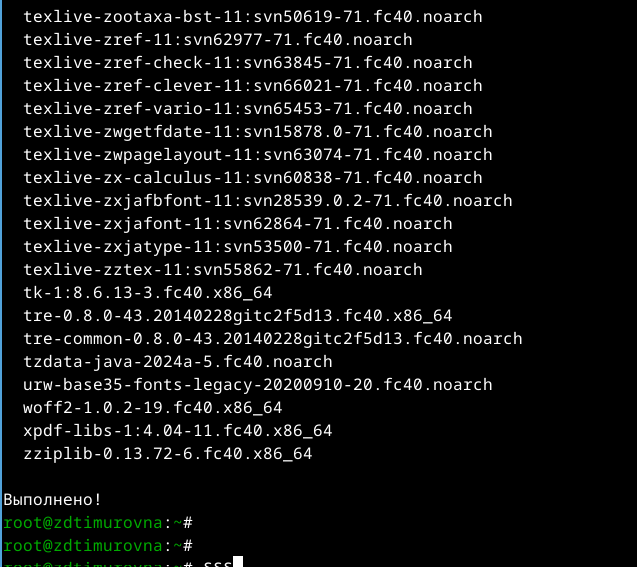 texlive-zootaxa-bst-11:svn50619-71.fc40.noarch
texlive-zref-11:svn62977-71.fc40.noarch
texlive-zref-check-11:svn63845-71.fc40.noarch
texlive-zref-clever-11:svn66021-71.fc40.noarch
texlive-zref-vario-11:svn65453-71.fc40.noarch
texlive-zwgetfdate-11:svn15878.0-71.fc40.noarch
texlive-zwpagelayout-11:svn63074-71.fc40.noarch
texlive-zx-calculus-11:svn60838-71.fc40.noarch
texlive-zxjafbfont-11:svn28539.0.2-71.fc40.noarch
texlive-zxjafont-11:svn62864-71.fc40.noarch
texlive-zxjatype-11:svn53500-71.fc40.noarch
texlive-zztex-11:svn55862-71.fc40.noarch
tk-1:8.6.13-3.fc40.x86_64
tre-0.8.0-43.20140228gitc2f5d13.fc40.x86_64
tre-common-0.8.0-43.20140228gitc2f5d13.fc40.noarch
tzdata-java-2024a-5.fc40.noarch
urw-base35-fonts-legacy-20200910-20.fc40.noarch
woff2-1.0.2-19.fc40.x86_64
xpdf-libs-1:4.04-11.fc40.x86_64
zziplib-0.13.72-6.fc40.x86_64
Выполнено!
root@zdtimurovna:~#
root@zdtimurovna:~#
root@zdtimurovna:~#